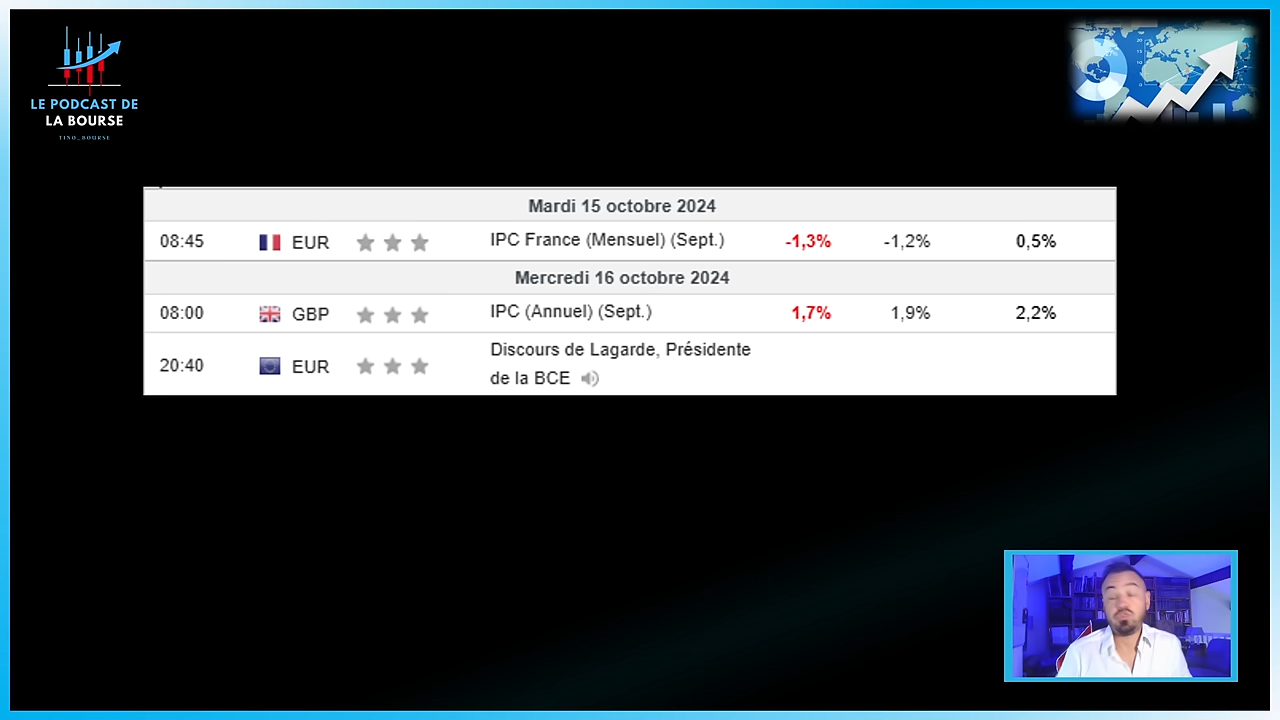 LE PODCAST DE
LA BOURSE
TINO_BOURSE
Mardi 15 octobre 2024
08:45 EUR IPC France (Mensuel) (Sept.) -1,3% -1,2% 0,5%
Mercredi 16 octobre 2024
08:00 GBP IPC (Annuel) (Sept.) 1,7% 1,9% 2,2%
20:40 EUR Discours de Lagarde, Présidente
de la BCE